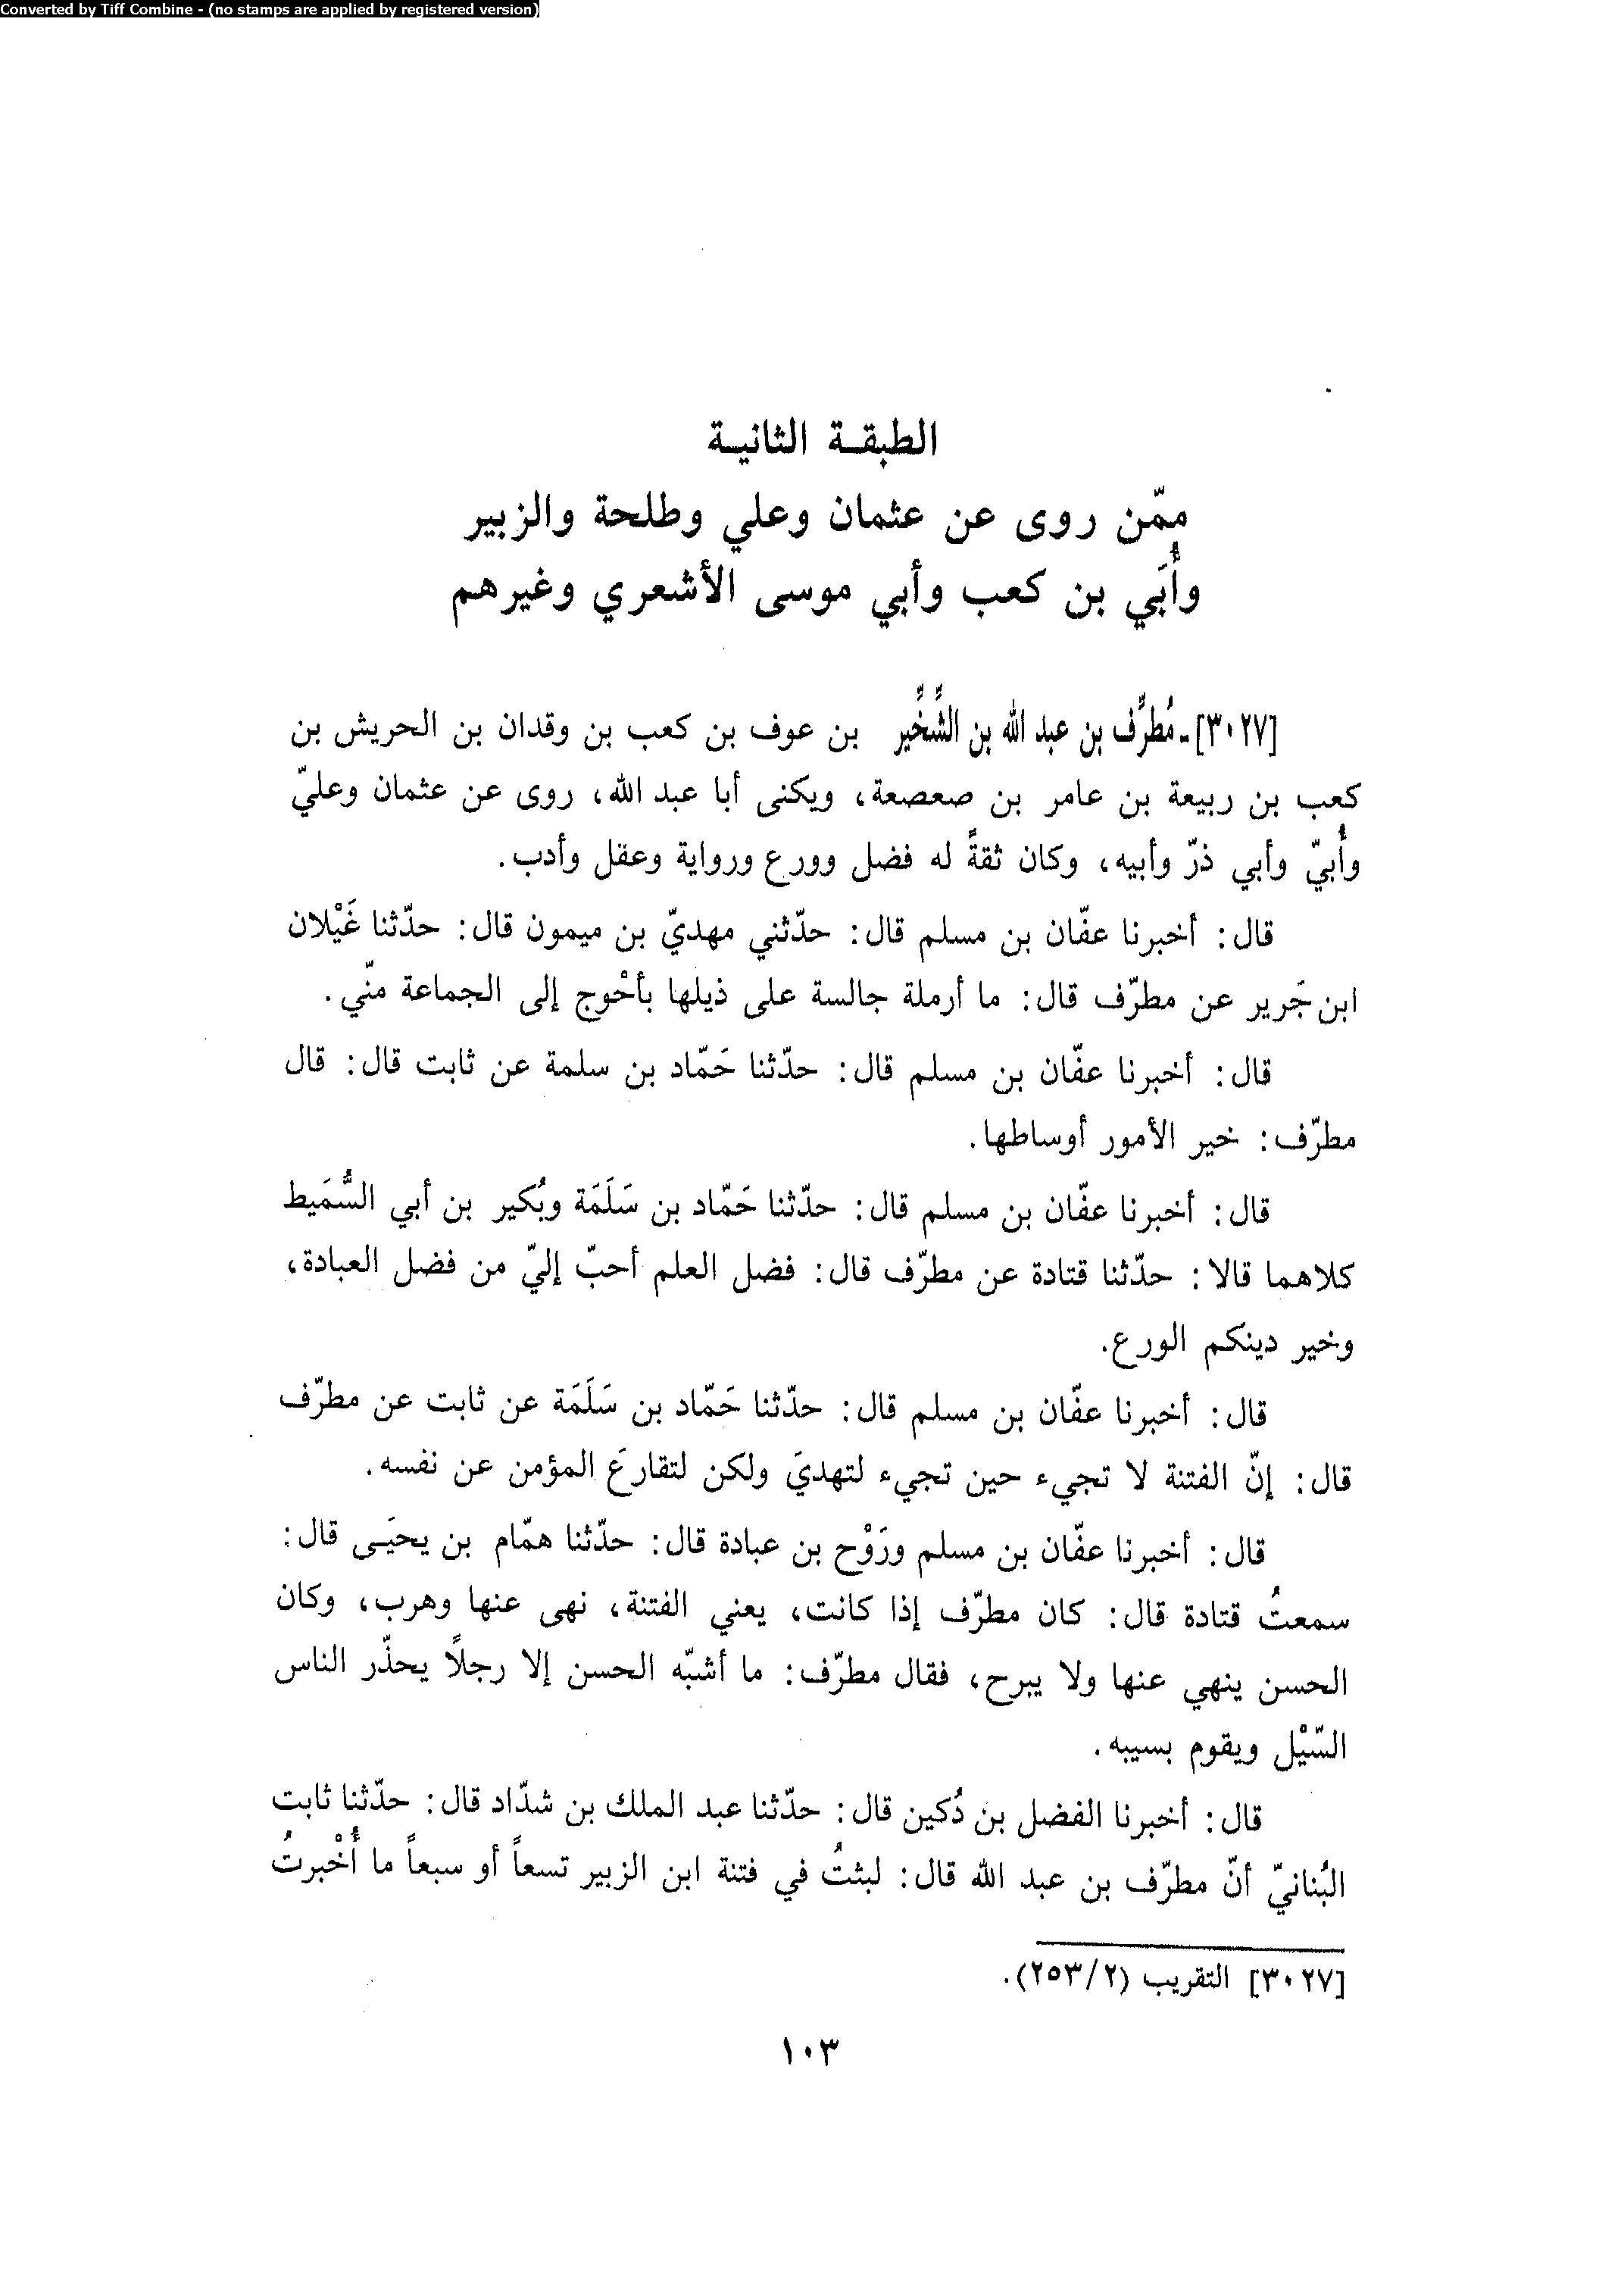 Converted by Tiff Combine - (no stamps are applied by registered version)
الطبقة الثانية
ممّن روى عن عثمان وعلي وطلحة والزبير
وأُبَي بن كعب وأبي موسى الأشعري وغيرهم
[٣٠٢٧]ـ مُطرِّف بن عبد الله بن الشِّخِّير بن عوف بن كعب بن وقدان بن الحريش بن
كعب بن ربيعة بن عامر بن صعصعة، ويكنى أبا عبد الله، روى عن عثمان وعليّ
وأُبيّ وأبي ذرّ وأبيه، وكان ثقةً له فضل وورع ورواية وعقل وأدب.
قال: أخبرنا عفّان بن مسلم قال: حدّثني مهديّ بن ميمون قال: حدّثنا غَيْلان
ابن جَرير عن مطرّف قال: ما أرملة جالسة على ذيلها بأحْوج إلى الجماعة منّي.
قال: أخبرنا عفّان بن مسلم قال: حدّثنا حَمّاد بن سلمة عن ثابت قال: قال
مطرّف: خير الأمور أوساطها.
قال: أخبرنا عفّان بن مسلم قال: حدّثنا حَمّاد بن سَلَمَة وبُكير بن أبي السُّمَيط
كلاهما قالا: حدّثنا قتادة عن مطرّف قال: فضل العلم أحبّ إليّ من فضل العبادة،
وخير دينكم الورع.
قال: أخبرنا عفّان بن مسلم قال: حدّثنا حَمّاد بن سَلَمَة عن ثابت عن مطرّف
قال: إنّ الفتنة لا تجيء حين تجيء لتهديَ ولكن لتقارعَ المؤمن عن نفسه.
قال: أخبرنا عفّان بن مسلم ورَوْح بن عبادة قال: حدّثنا همّام بن يحيَى قال:
سمعتُ قتادة قال: كان مطرّف إذا كانت، يعني الفتنة، نهى عنها وهرب، وكان
الحسن ينهي عنها ولا يبرح، فقال مطرّف: ما أشبّه الحسن إلا رجلاً يحذّر الناس
السّيْل ويقوم بسيبه.
قال: أخبرنا الفضل بن دُكين قال: حدّثنا عبد الملك بن شدّاد قال: حدّثنا ثابت
البُنانيّ أنّ مطرّف بن عبد الله قال: لبثتُ في فتنة ابن الزبير تسعاً أو سبعاً ما أُخْبرتُ
[٣٠٢٧] التقريب (٢/ ٢٥٣).
١٠٣